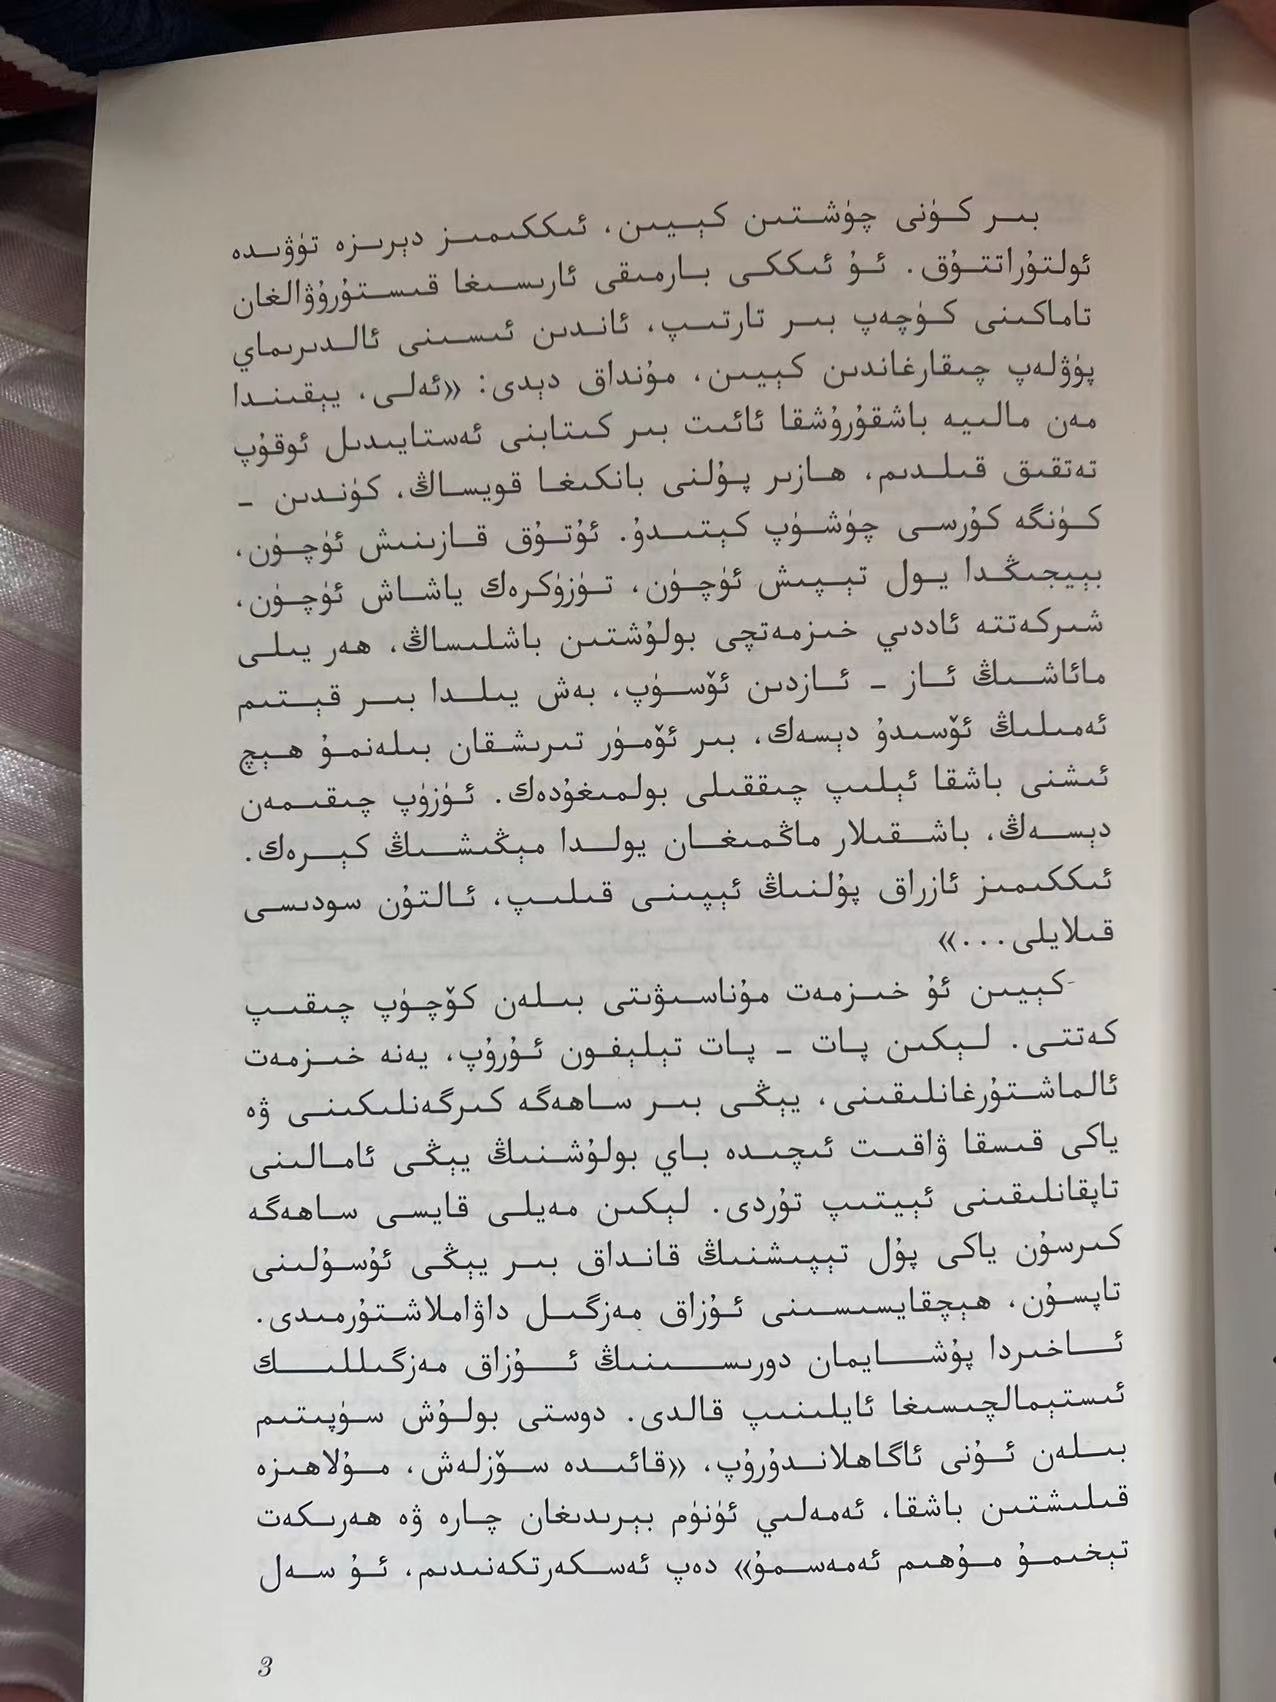 بىر كۈنى چۈشتىن كېيىن، ئىككىمىز دېرىزە تۈۋىدە
ئولتۇراتتۇق. ئۇ ئىككى بارمىقى ئارىسىغا قىستۇرۇۋالغان
تاماكىنى كۈچەپ بىر تارتىپ، ئاندىن ئىسىنى ئالدىرىماي
پۈۋلەپ چىقارغاندىن كېيىن، مۇنداق دېدى: «ئەلى، يېقىندا
مەن مالىيە باشقۇرۇشقا ئائىت بىر كىتابنى ئەستايىدىل ئوقۇپ
تەتقىق قىلدىم، ھازىر پۇلنى بانكىغا قويساڭ، كۈندىن -
كۈنگە كۇرسى چۈشۈپ كېتىدۇ. ئۇتۇق قازىنىش ئۈچۈن،
بېيجىڭدا يول تېپىش ئۈچۈن، تۈزۈكرەك ياشاش ئۈچۈن،
شىركەتتە ئاددىي خىزمەتچى بولۇشتىن باشلىساڭ، ھەر يىلى
مائاشىڭ ئاز - ئازدىن ئۆسۈپ، بەش يىلدا بىر قېتىم
ئەمىلىڭ ئۆسىدۇ دېسەك، بىر ئۆمۈر تىرىشقان بىلەنمۇ ھېچ
ئىشنى باشقا ئېلىپ چىققىلى بولمىغۇدەك. ئۈزۈپ چىقىمەن
دېسەڭ، باشقىلار ماڭمىغان يولدا مېڭىشىڭ كېرەك.
ئىككىمىز ئازراق پۇلنىڭ ئېپىنى قىلىپ، ئالتۇن سودىسى
قىلايلى...»
كېيىن ئۇ خىزمەت مۇناسىۋىتى بىلەن كۆچۈپ چىقىپ
كەتتى. لېكىن پات - پات تېلېفون ئۇرۇپ، يەنە خىزمەت
ئالماشتۇرغانلىقىنى، يېڭى بىر ساھەگە كىرگەنلىكىنى ۋە
ياكى قىسقا ۋاقىت ئىچىدە باي بولۇشنىڭ يېڭى ئامالىنى
تاپقانلىقىنى ئېيتىپ تۇردى. لېكىن مەيلى قايسى ساھەگە
كىرسۇن ياكى پۇل تېپىشنىڭ قانداق بىر يېڭى ئۇسۇلىنى
تاپسۇن، ھېچقايسىسىنى ئۇزاق مەزگىل داۋاملاشتۇرمىدى.
ئاخىردا پۇشايمان دورىسىنىڭ ئۇزاق مەزگىللىك
ئىستېمالچىسىغا ئايلىنىپ قالدى. دوستى بولۇش سۈپىتىم
بىلەن ئۇنى ئاگاھلاندۇرۇپ، «قائىدە سۆزلەش، مۇلاھىزە
قىلىشتىن باشقا، ئەمەلىي ئۈنۈم بېرىدىغان چارە ۋە ھەرىكەت
تېخىمۇ مۇھىم ئەمەسمۇ» دەپ ئەسكەرتكەنىدىم، ئۇ سەل
3